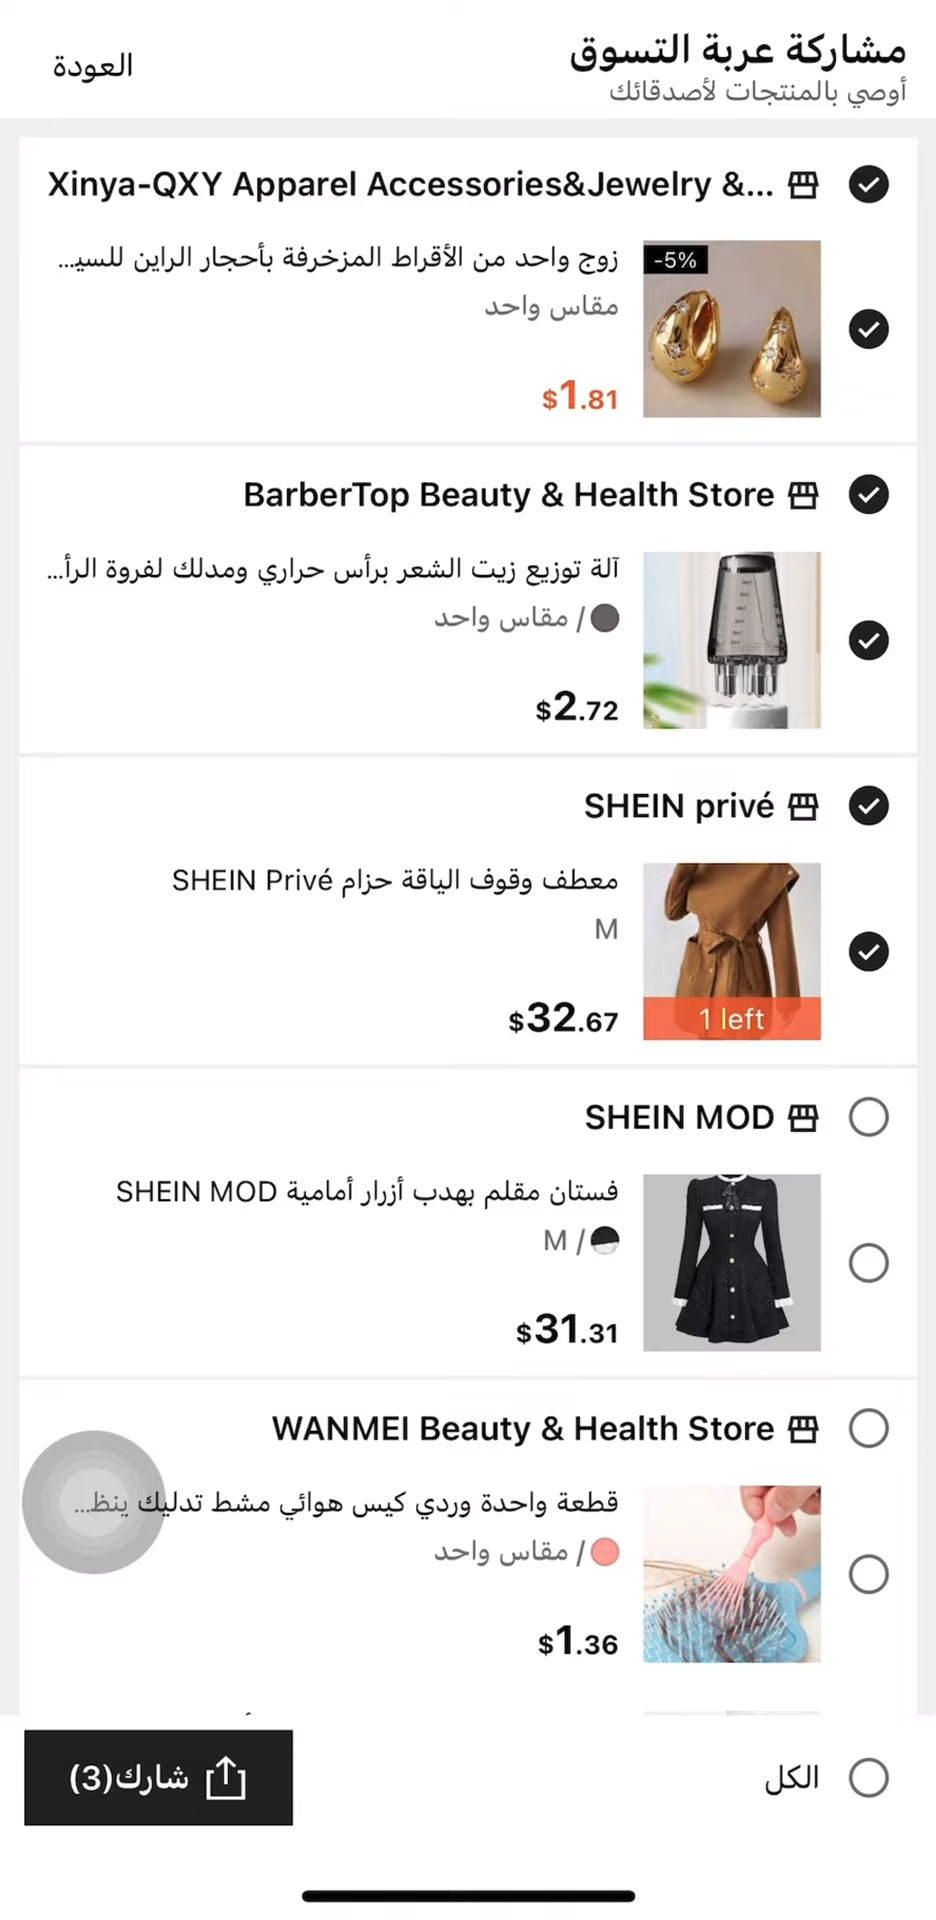 مشاركة عربة التسوق
العودة
أوصي بالمنتجات لأصدقائك
Xinya-QXY Apparel Accessories&Jewelry &...
زوج واحد من الأقراط المزخرفة بأحجار الراين للسيـ...
-5%
مقاس واحد
$1.81
BarberTop Beauty & Health Store
آلة توزيع زيت الشعر برأس حراري ومدلك لفروة الرأ...
/ مقاس واحد
$2.72
SHEIN privé
معطف وقوف الياقة حزام SHEIN Privé
M
$32.67
1 left
SHEIN MOD
فستان مقلم بهدب أزرار أمامية SHEIN MOD
/ M
$31.31
WANMEI Beauty & Health Store
قطعة واحدة وردي كيس هوائي مشط تدليك ينظـ...
/ مقاس واحد
$1.36
الكل
شارك(3)